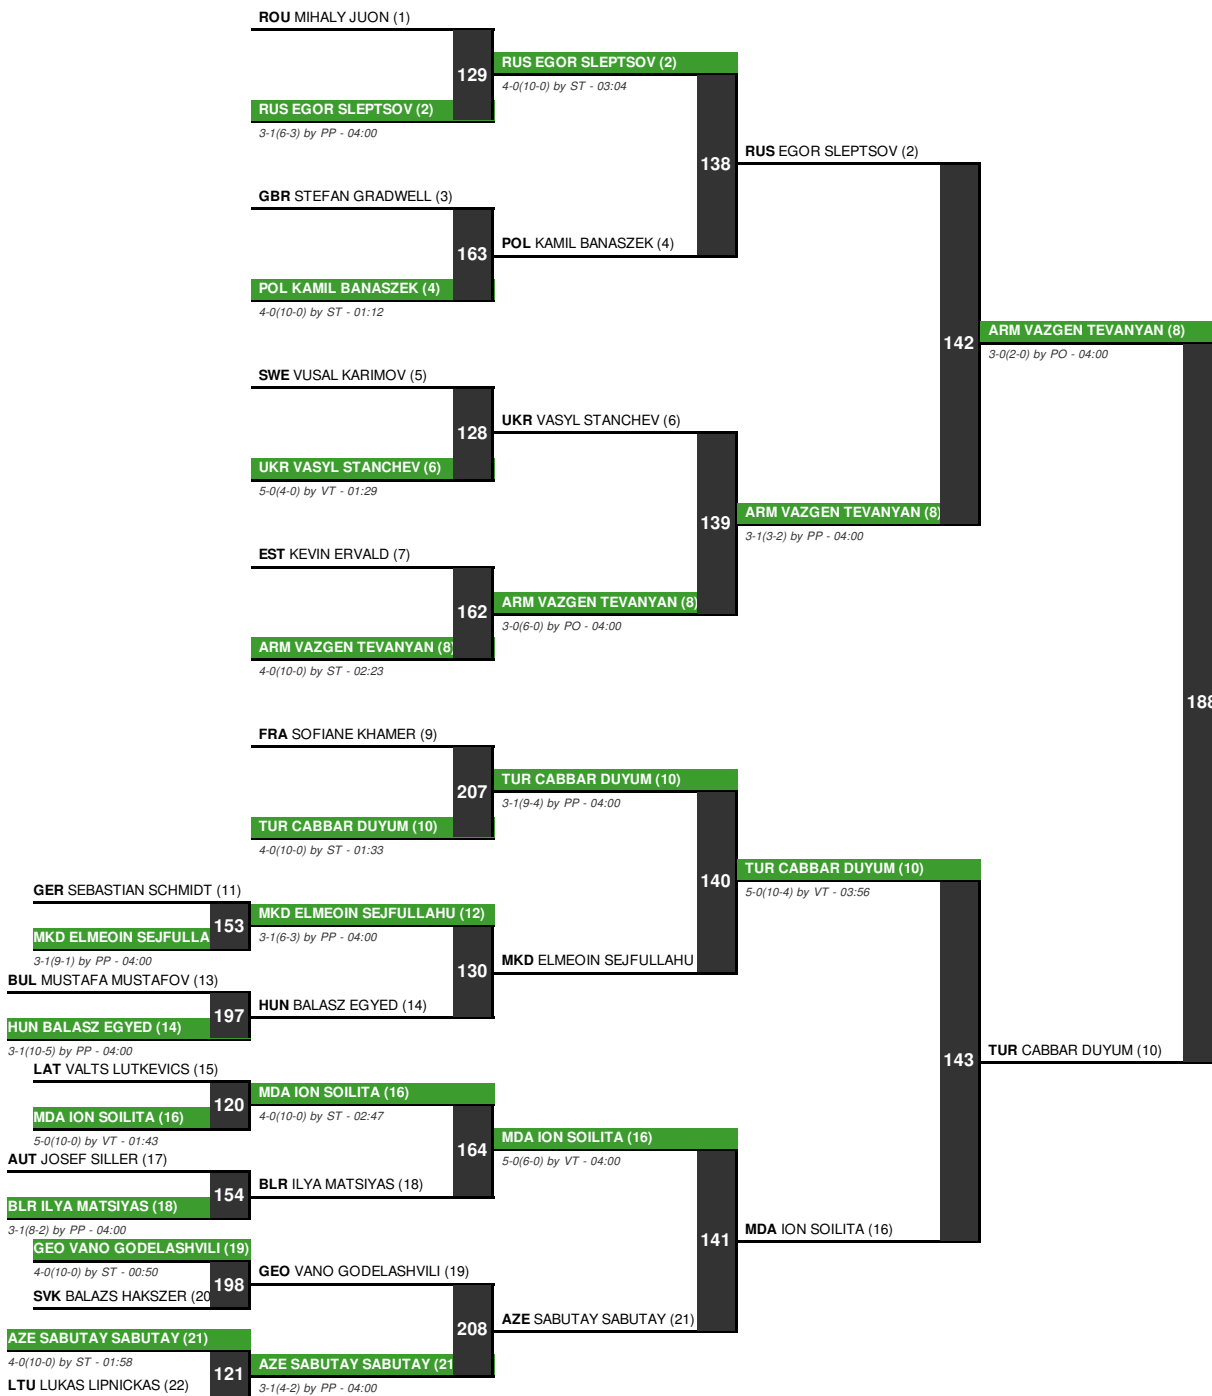 ROU MIHALY JUON (1)
129
RUS EGOR SLEPTSOV (2)
3-1(6-3) by PP - 04:00
RUS EGOR SLEPTSOV (2)
4-0(10-0) by ST - 03:04
138
RUS EGOR SLEPTSOV (2)
GBR STEFAN GRADWELL (3)
163
POL KAMIL BANASZEK (4)
POL KAMIL BANASZEK (4)
4-0(10-0) by ST - 01:12
142
ARM VAZGEN TEVANYAN (8)
3-0(2-0) by PO - 04:00
SWE VUSAL KARIMOV (5)
128
UKR VASYL STANCHEV (6)
UKR VASYL STANCHEV (6)
5-0(4-0) by VT - 01:29
139
ARM VAZGEN TEVANYAN (8)
3-1(3-2) by PP - 04:00
EST KEVIN ERVALD (7)
162
ARM VAZGEN TEVANYAN (8)
3-0(6-0) by PO - 04:00
ARM VAZGEN TEVANYAN (8)
4-0(10-0) by ST - 02:23
188
FRA SOFIANE KHAMER (9)
207
TUR CABBAR DUYUM (10)
3-1(9-4) by PP - 04:00
TUR CABBAR DUYUM (10)
4-0(10-0) by ST - 01:33
140
TUR CABBAR DUYUM (10)
5-0(10-4) by VT - 03:56
GER SEBASTIAN SCHMIDT (11)
153
MKD ELMEOIN SEJFULLA
3-1(9-1) by PP - 04:00
MKD ELMEOIN SEJFULLAHU (12)
3-1(6-3) by PP - 04:00
130
MKD ELMEOIN SEJFULLAHU
BUL MUSTAFA MUSTAFOV (13)
197
HUN BALASZ EGYED (14)
HUN BALASZ EGYED (14)
3-1(10-5) by PP - 04:00
143
TUR CABBAR DUYUM (10)
LAT VALTS LUTKEVICS (15)
120
MDA ION SOILITA (16)
5-0(10-0) by VT - 01:43
MDA ION SOILITA (16)
4-0(10-0) by ST - 02:47
164
MDA ION SOILITA (16)
5-0(6-0) by VT - 04:00
AUT JOSEF SILLER (17)
154
BLR ILYA MATSIYAS (18)
BLR ILYA MATSIYAS (18)
3-1(8-2) by PP - 04:00
141
MDA ION SOILITA (16)
GEO VANO GODELASHVILI (19)
4-0(10-0) by ST - 00:50
198
GEO VANO GODELASHVILI (19)
SVK BALAZS HAKSZER (20
208
AZE SABUTAY SABUTAY (21)
AZE SABUTAY SABUTAY (21)
4-0(10-0) by ST - 01:58
121
AZE SABUTAY SABUTAY (21
3-1(4-2) by PP - 04:00
LTU LUKAS LIPNICKAS (22)